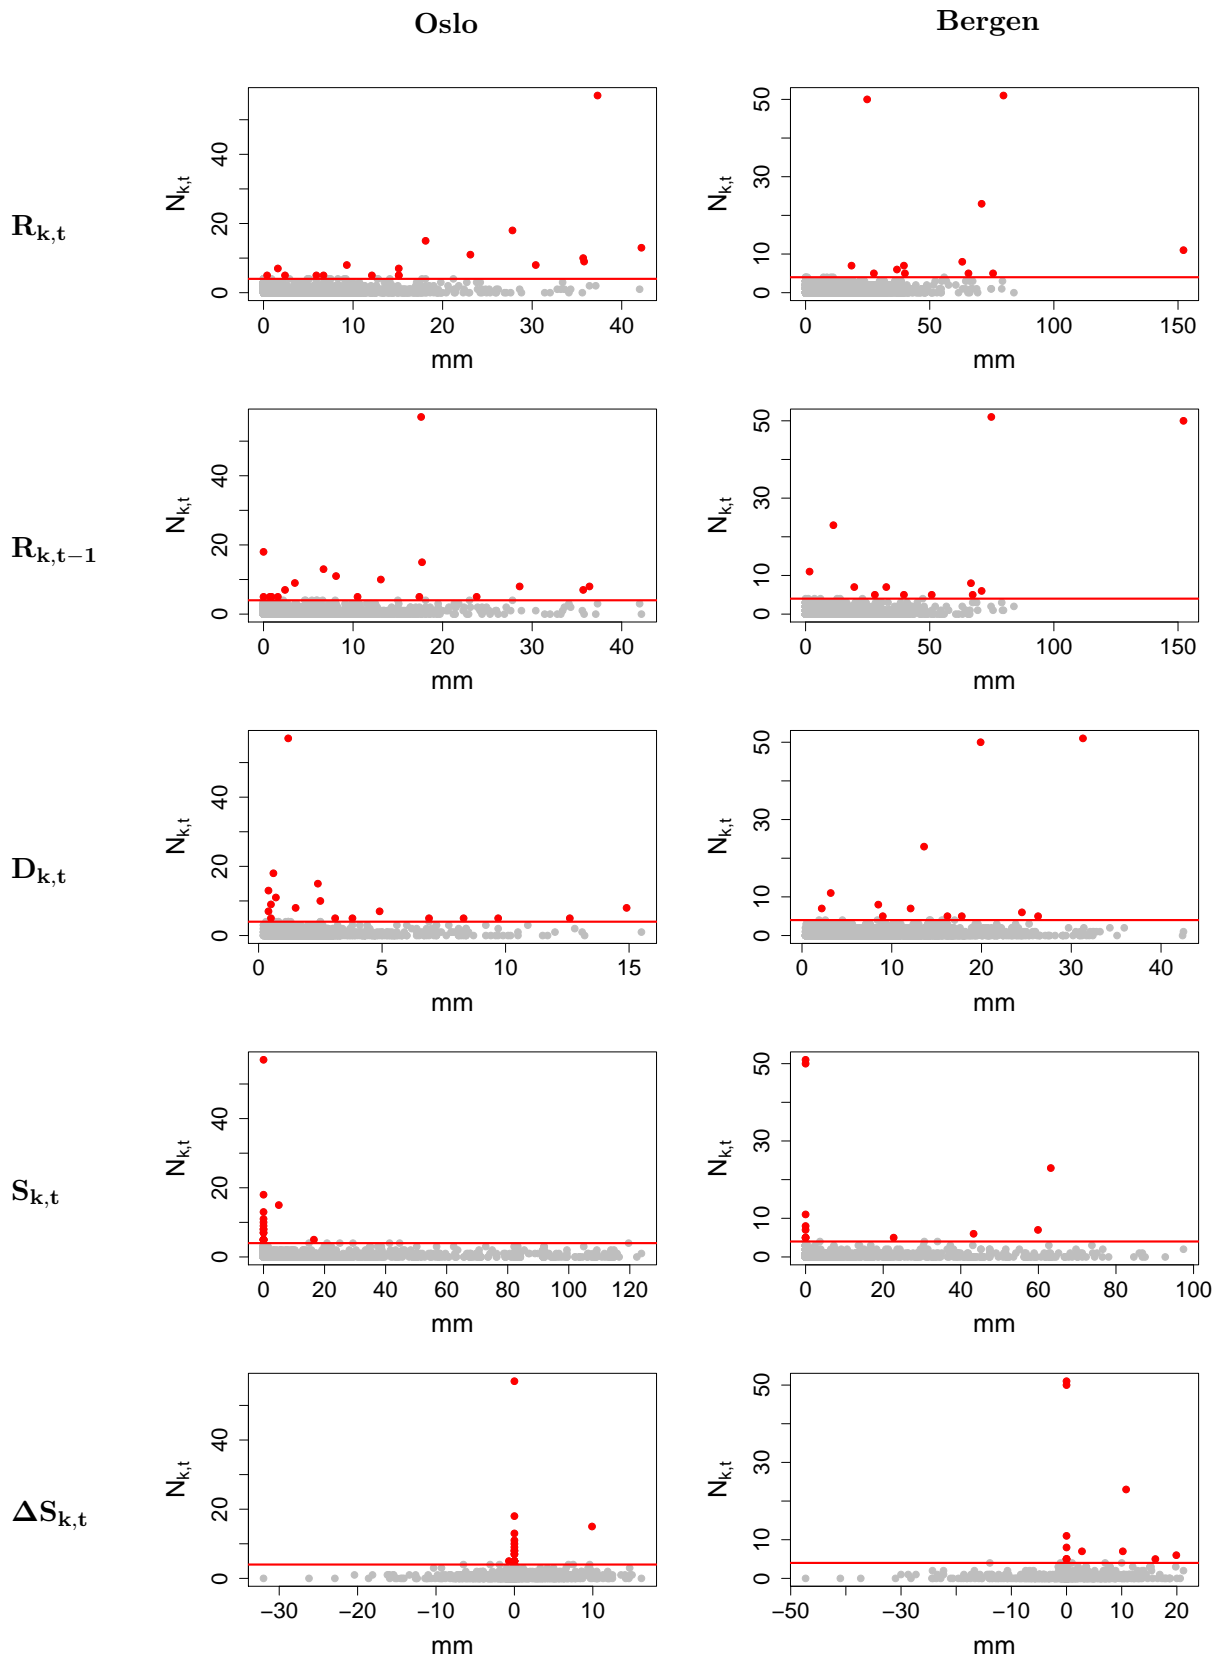 Oslo Bergen
R_{k,t}
N_{k,t}
0 20 40
0 10 20 30 40
mm
N_{k,t}
0 10 30 50
0 50 100 150
mm
R_{k,t−1}
N_{k,t}
0 20 40
0 10 20 30 40
mm
N_{k,t}
0 10 30 50
0 50 100 150
mm
D_{k,t}
N_{k,t}
0 20 40
0 5 10 15
mm
N_{k,t}
0 10 30 50
0 10 20 30 40
mm
S_{k,t}
N_{k,t}
0 20 40
0 20 40 60 80 100 120
mm
N_{k,t}
0 10 30 50
0 20 40 60 80 100
mm
ΔS_{k,t}
N_{k,t}
0 20 40
−30 −20 −10 0 10
mm
N_{k,t}
0 10 30 50
−50 −30 −10 0 10 20
mm